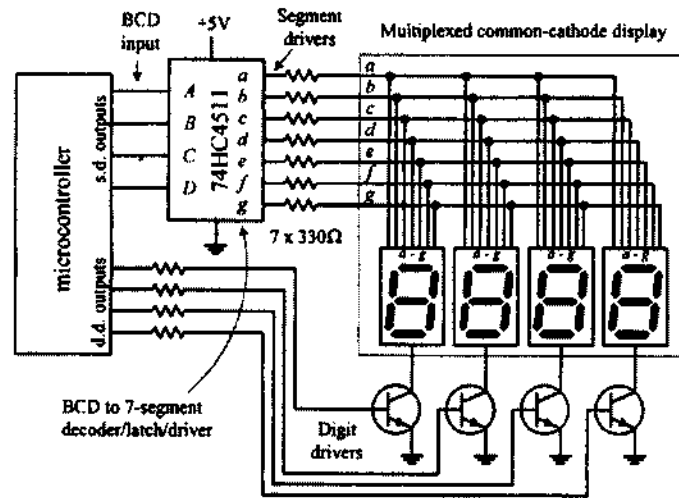 BCD
input
+5V
Segment
drivers
Multiplexed common-cathode display
microcontroller
s.d. outputs
d.d. outputs
A
B
C
D
74HC4511
a
b
c
d
e
f
g
a
b
c
d
e
f
g
7 x 330Ω
a - g
a - g
a - g
a - g
BCD to 7-segment
decoder/latch/driver
Digit
drivers